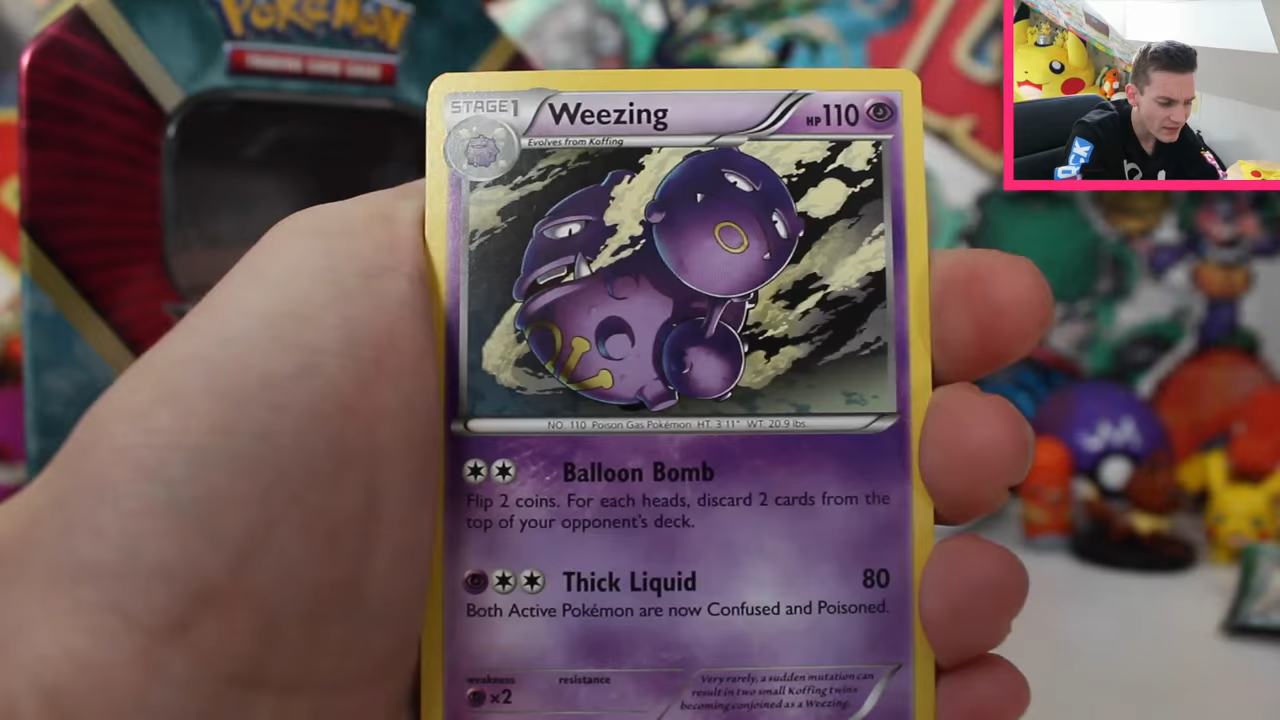 POKÉMON
TRADING CARD GAME
STAGE1
Weezing
HP110
Evolves from Koffing
NO. 110 Poison Gas Pokémon HT. 3'11" WT. 20.9 lbs.
Balloon Bomb
Flip 2 coins. For each heads, discard 2 cards from the
top of your opponent's deck.
Thick Liquid 80
Both Active Pokémon are now Confused and Poisoned.
weakness resistance
×2
Very rarely, a sudden mutation can
result in two small Koffing twins
becoming conjoined as a Weezing.